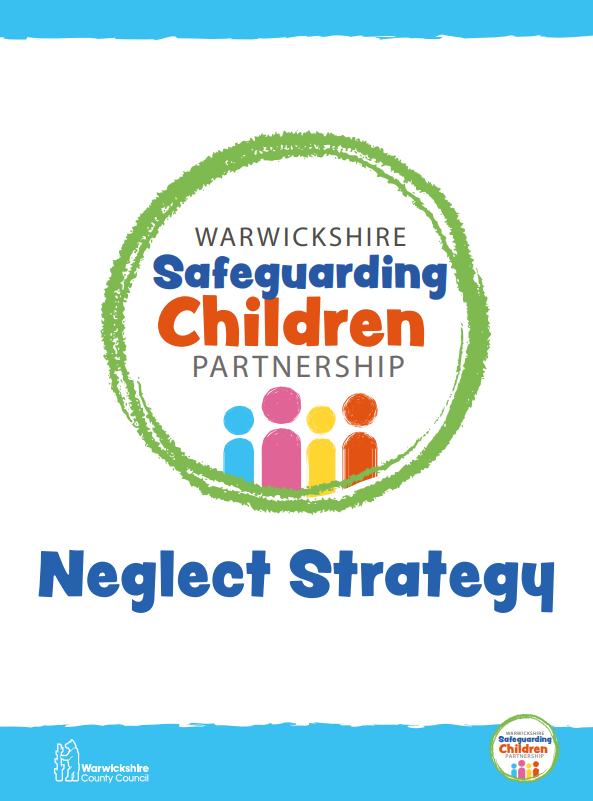 WARWICKSHIRE
Safeguarding
Children
PARTNERSHIP
Neglect Strategy
Warwickshire
County Council
WARWICKSHIRE
Safeguarding
Children
PARTNERSHIP